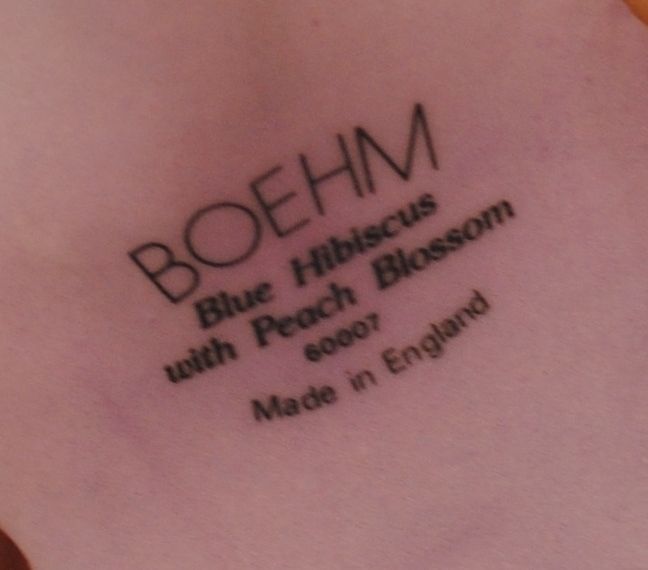 BOEHM
Blue Hibiscus
with Peach Blossom
60007
Made in England